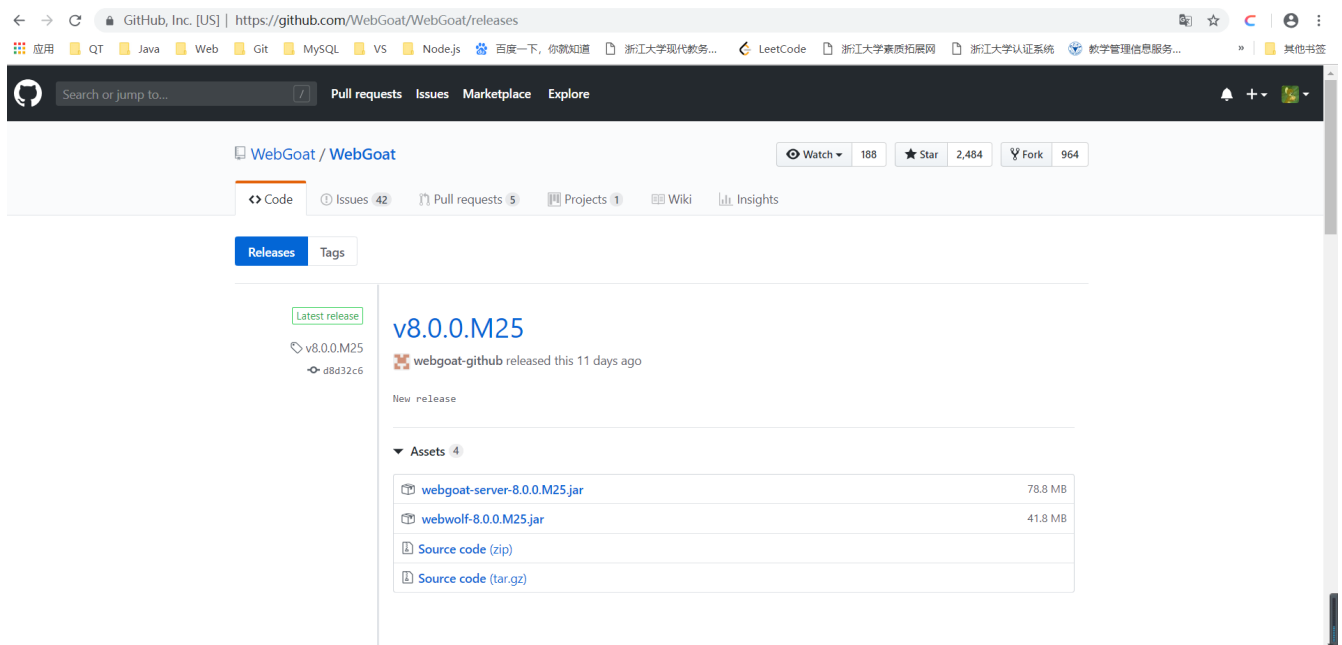 GitHub, Inc. [US] | https://github.com/WebGoat/WebGoat/releases
应用 QT Java Web Git MySQL VS Node.js 百度一下，你就知道 浙江大学现代教务... LeetCode 浙江大学素质拓展网 浙江大学认证系统 教学管理信息服务... » 其他书签
Search or jump to... / Pull requests Issues Marketplace Explore
WebGoat / WebGoat Watch 188 Star 2,484 Fork 964
Code Issues 42 Pull requests 5 Projects 1 Wiki Insights
Releases Tags
Latest release
v8.0.0.M25
d8d32c6
v8.0.0.M25
webgoat-github released this 11 days ago
New release
Assets 4
webgoat-server-8.0.0.M25.jar 78.8 MB
webwolf-8.0.0.M25.jar 41.8 MB
Source code (zip)
Source code (tar.gz)